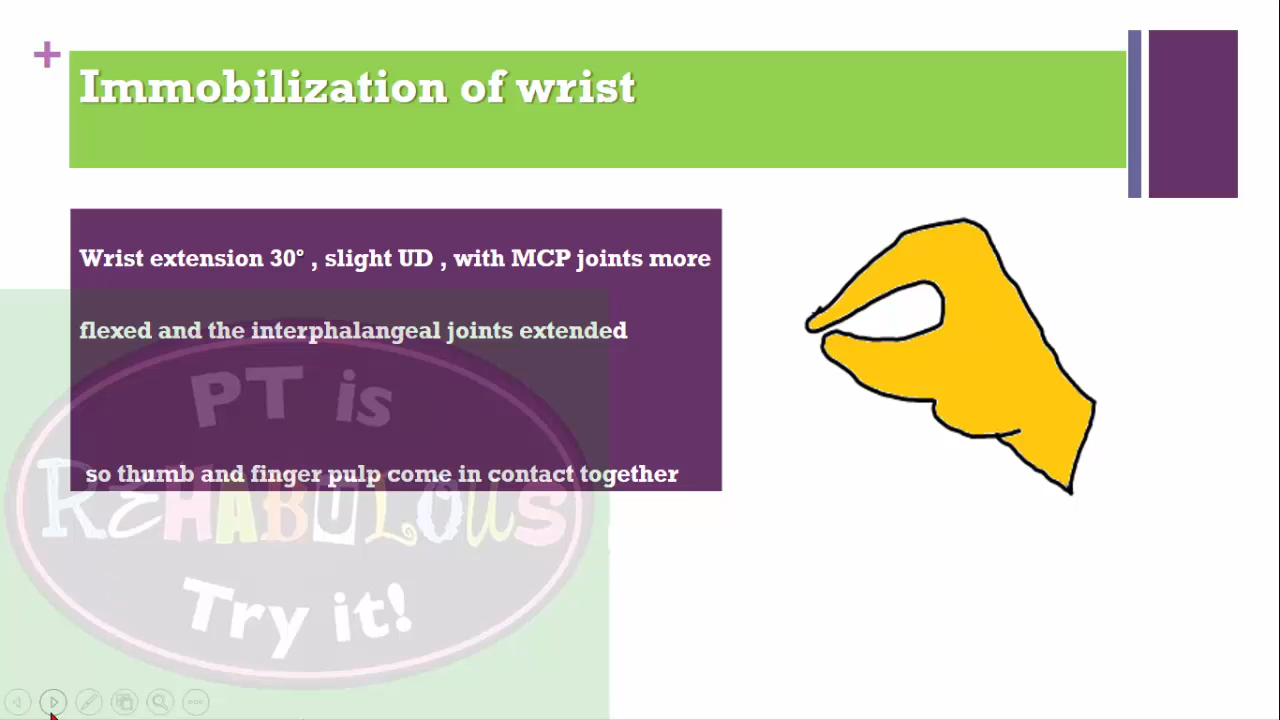 +
Immobilization of wrist
Wrist extension 30° , slight UD , with MCP joints more
flexed and the interphalangeal joints extended
so thumb and finger pulp come in contact together
PT is
REHABULOUS
Try it!